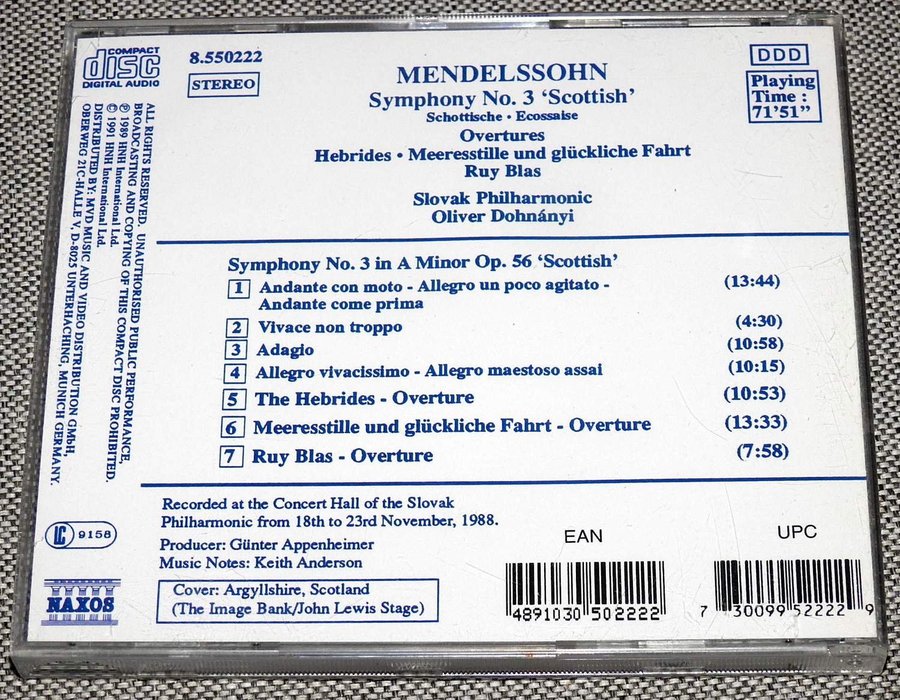 COMPACT
disc
DIGITAL AUDIO
8.550222
STEREO
DDD
Playing
Time :
71'51”
MENDELSSOHN
Symphony No. 3 ‘Scottish’
Schottische • Ecossaise
Overtures
Hebrides • Meeresstille und glückliche Fahrt
Ruy Blas
Slovak Philharmonic
Oliver Dohnányi
ALL RIGHTS RESERVED. UNAUTHORISED PUBLIC PERFORMANCE,
BROADCASTING AND COPYING OF THIS COMPACT DISC PROHIBITED.
℗ 1989 HNH International Ltd.
© 1991 HNH International Ltd.
DISTRIBUTED BY: MVD MUSIC AND VIDEO DISTRIBUTION GMbH,
OBERWEG 21C-HALLE V, D-8025 UNTERHACHING, MUNICH GERMANY.
Symphony No. 3 in A Minor Op. 56 ‘Scottish’
1 Andante con moto - Allegro un poco agitato - (13:44)
Andante come prima
2 Vivace non troppo (4:30)
3 Adagio (10:58)
4 Allegro vivacissimo - Allegro maestoso assai (10:15)
5 The Hebrides - Overture (10:53)
6 Meeresstille und glückliche Fahrt - Overture (13:33)
7 Ruy Blas - Overture (7:58)
Recorded at the Concert Hall of the Slovak
Philharmonic from 18th to 23rd November, 1988.
Producer: Günter Appenheimer
Music Notes: Keith Anderson
Cover: Argyllshire, Scotland
(The Image Bank/John Lewis Stage)
LC 9158
NAXOS
EAN
4891030 502222
UPC
7 30099 52222 9